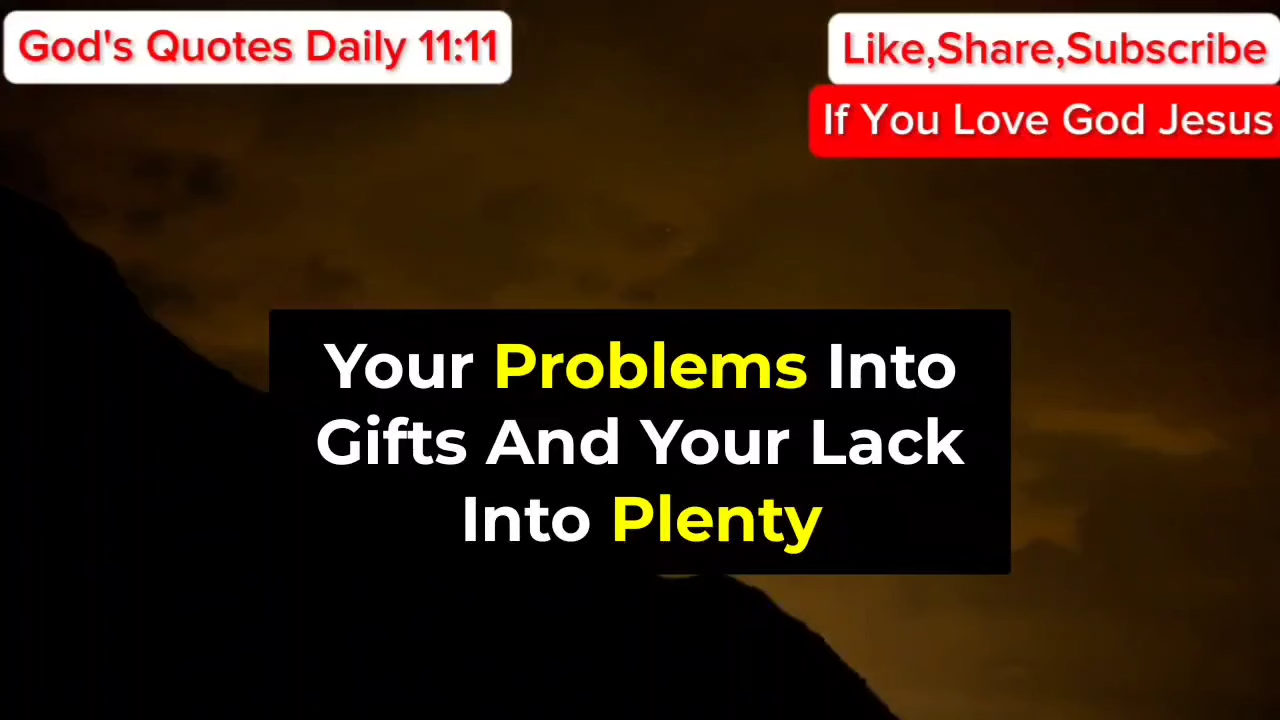 God's Quotes Daily 11:11
Like,Share,Subscribe
If You Love God Jesus
Your Problems Into
Gifts And Your Lack
Into Plenty